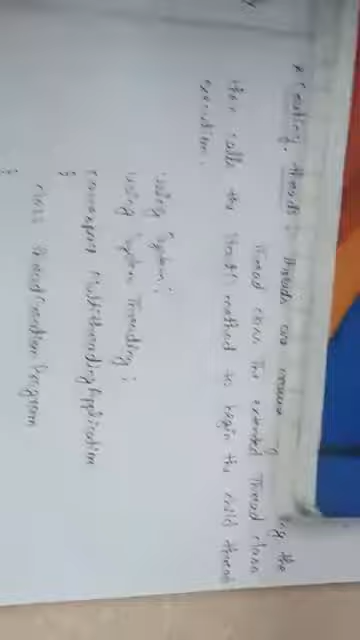 * Creating threads : threads are
Thread class. The extended Thread class
then calls the Start() method to begin the child thread
execution.
using System;
using System.Threading;
namespace MultithreadingApplication
{
class ThreadCreationProgram
{